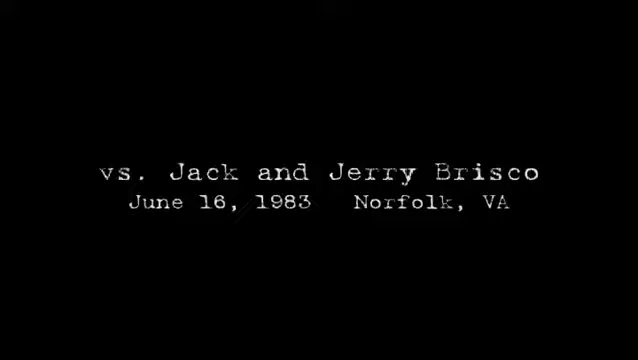 vs. Jack and Jerry Brisco
June 16, 1983 Norfolk, VA